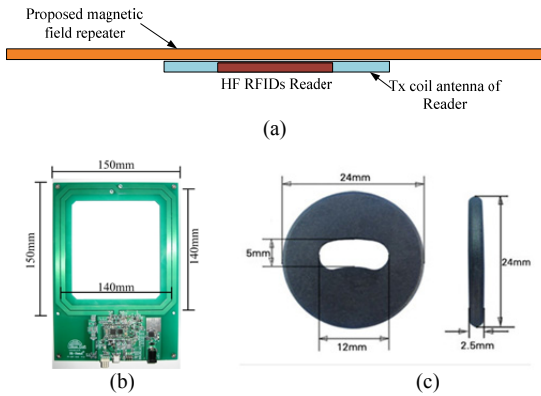 Proposed magnetic
field repeater
HF RFIDs Reader
Tx coil antenna of
Reader
(a)
150mm
150mm
140mm
140mm
(b)
24mm
5mm
12mm
24mm
2.5mm
(c)